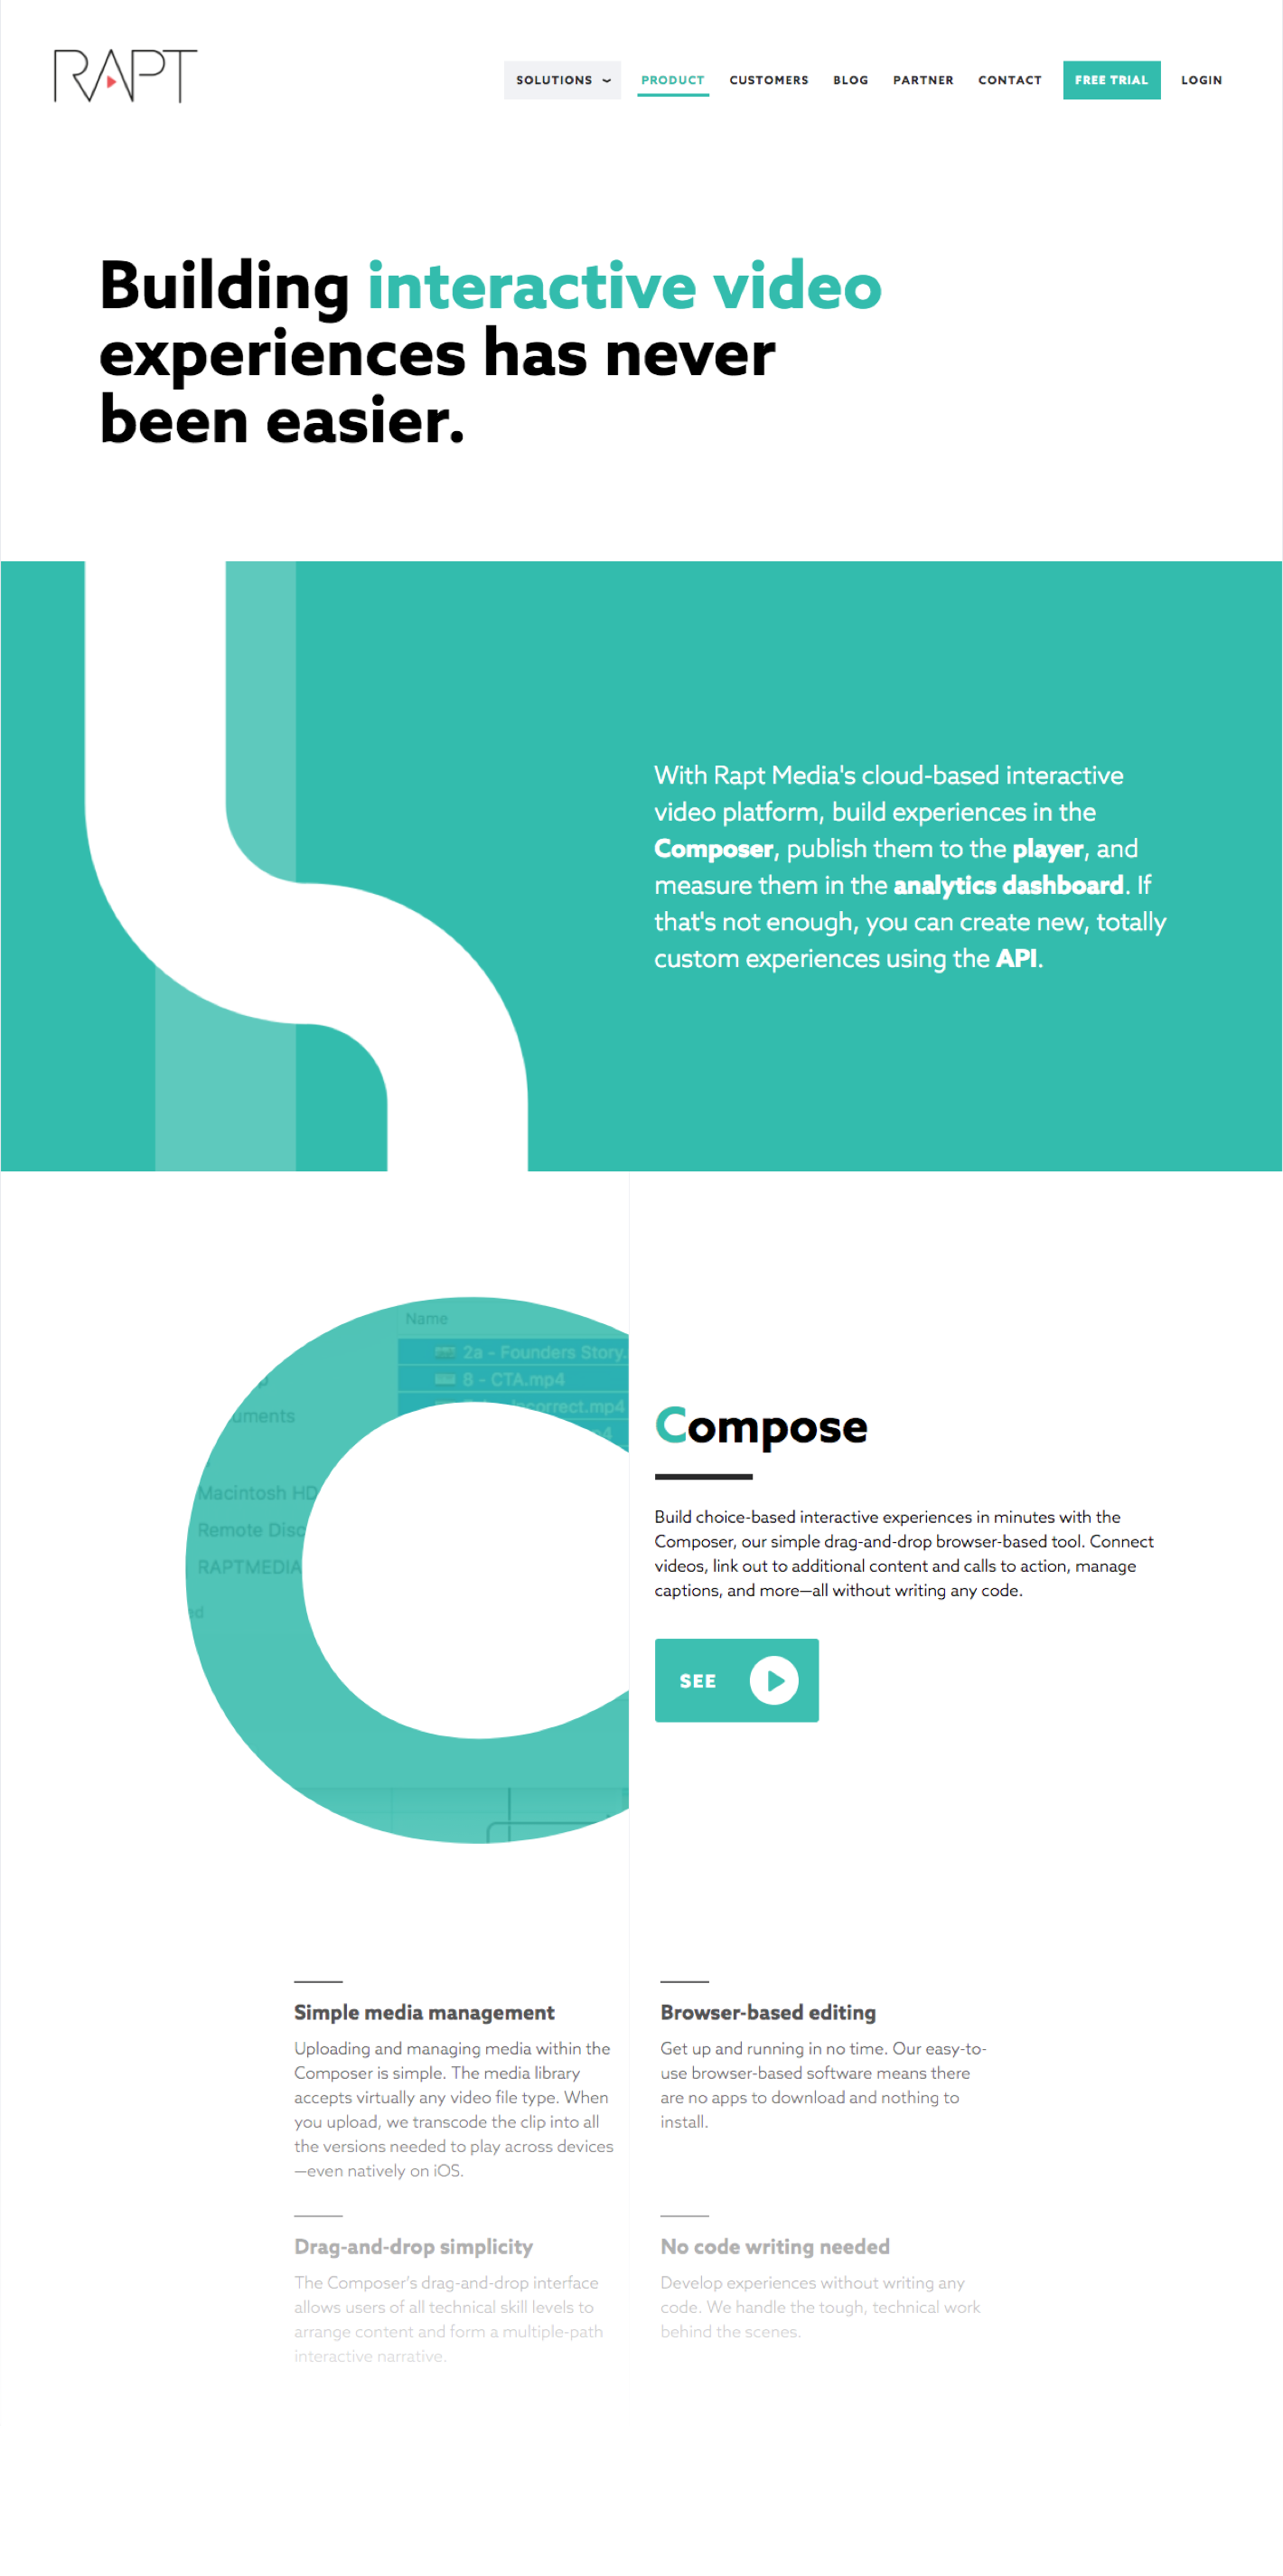 RAPT
SOLUTIONS
PRODUCT
CUSTOMERS
BLOG
PARTNER
CONTACT
FREE TRIAL
LOGIN
Building interactive video
experiences has never
been easier.
With Rapt Media's cloud-based interactive
video platform, build experiences in the
Composer, publish them to the player, and
measure them in the analytics dashboard. If
that's not enough, you can create new, totally
custom experiences using the API.
Name
2a - Founders Story.
8 - CTA.mp4
Macintosh HD
Remote Disc
RAPTMEDIA
Compose
Build choice-based interactive experiences in minutes with the
Composer, our simple drag-and-drop browser-based tool. Connect
videos, link out to additional content and calls to action, manage
captions, and more—all without writing any code.
SEE
Simple media management
Uploading and managing media within the
Composer is simple. The media library
accepts virtually any video file type. When
you upload, we transcode the clip into all
the versions needed to play across devices
—even natively on iOS.
Browser-based editing
Get up and running in no time. Our easy-to-
use browser-based software means there
are no apps to download and nothing to
install.
Drag-and-drop simplicity
The Composer’s drag-and-drop interface
allows users of all technical skill levels to
arrange content and form a multiple-path
interactive narrative.
No code writing needed
Develop experiences without writing any
code. We handle the tough, technical work
behind the scenes.